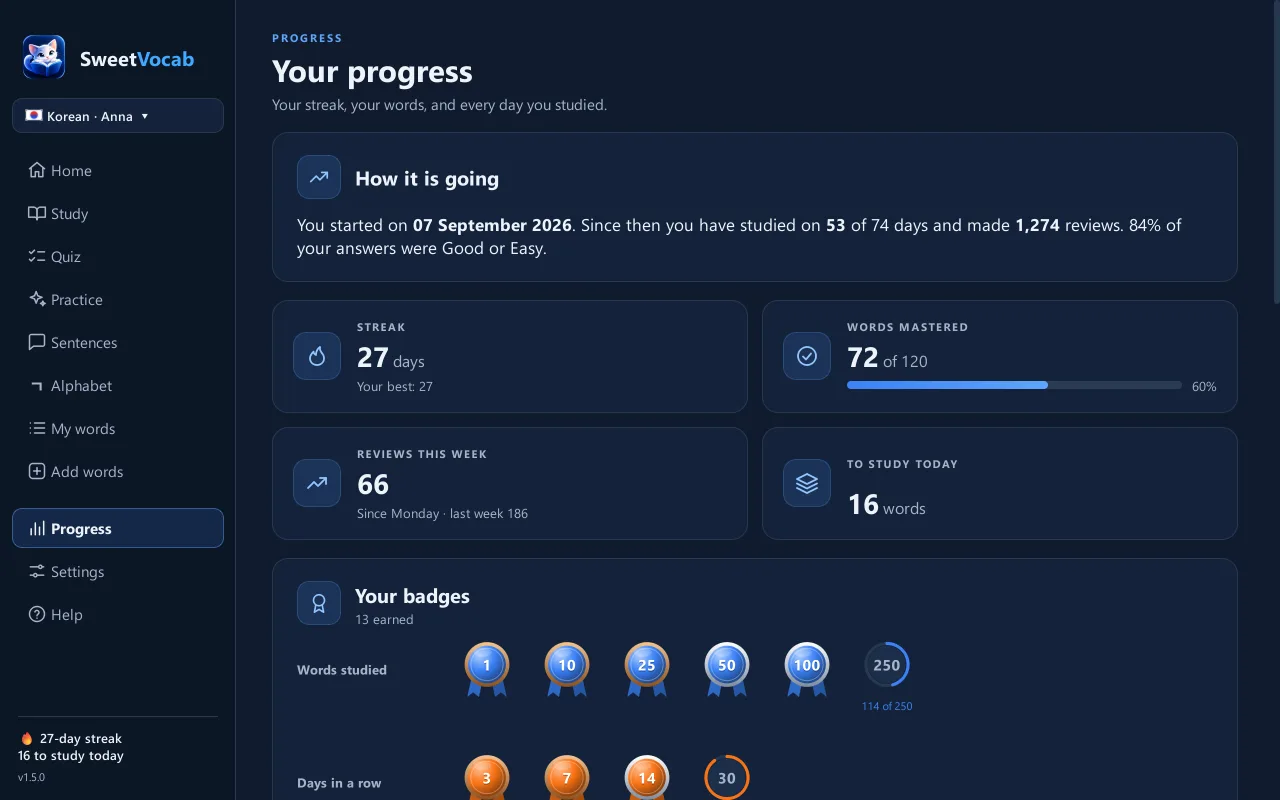 SweetVocab
Korean · Anna
Home
Study
Quiz
Practice
Sentences
Alphabet
My words
Add words
Progress
Settings
Help
27-day streak
16 to study today
v1.5.0
PROGRESS
Your progress
Your streak, your words, and every day you studied.
How it is going
You started on 07 September 2026. Since then you have studied on 53 of 74 days and made 1,274 reviews. 84% of
your answers were Good or Easy.
STREAK
27 days
Your best: 27
WORDS MASTERED
72 of 120
60%
REVIEWS THIS WEEK
66
Since Monday · last week 186
TO STUDY TODAY
16 words
Your badges
13 earned
Words studied
1 10 25 50 100 250
114 of 250
Days in a row
3 7 14 30